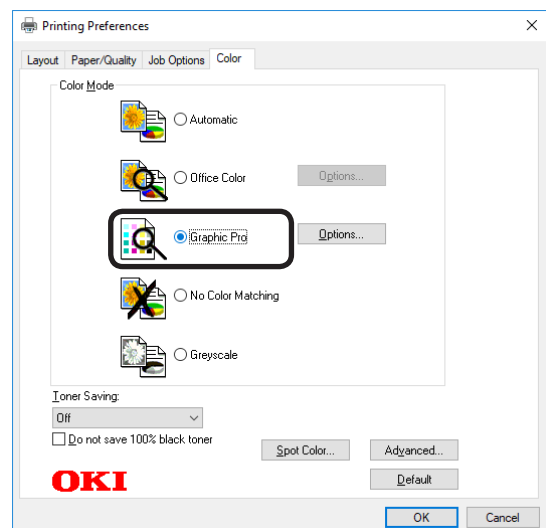 Printing Preferences
Layout Paper/Quality Job Options Color
Color Mode
Automatic
Office Color Options...
Graphic Pro Options...
No Color Matching
Greyscale
Toner Saving:
Off
Do not save 100% black toner
Spot Color... Advanced...
OKI Default
OK Cancel